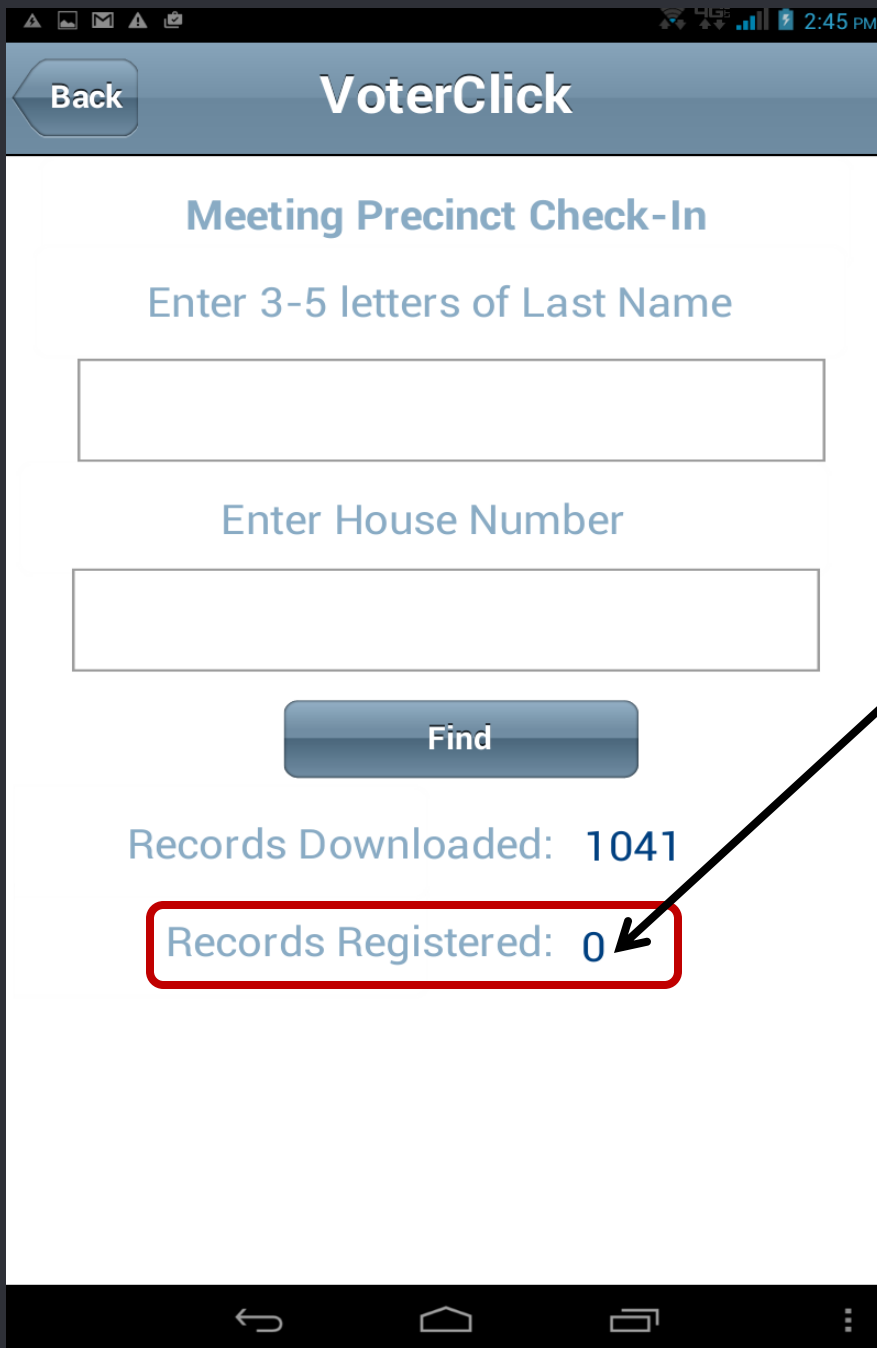 2:45 PM
Back
VoterClick
Meeting Precinct Check-In
Enter 3-5 letters of Last Name
Enter House Number
Find
Records Downloaded: 1041
Records Registered: 0